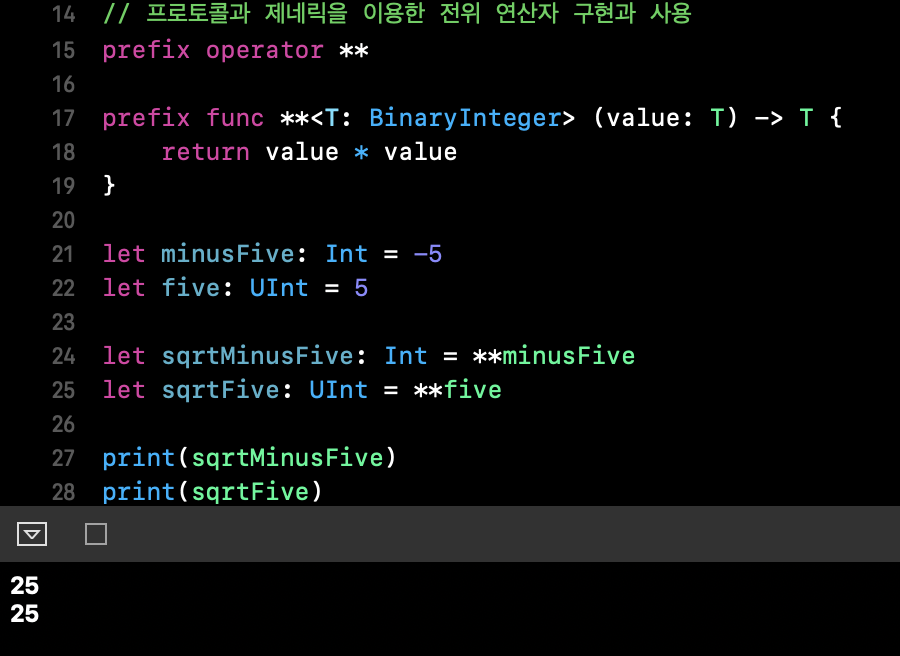 14 // 프로토콜과 제네릭을 이용한 전위 연산자 구현과 사용
15 prefix operator **
16
17 prefix func **<T: BinaryInteger> (value: T) -> T {
18     return value * value
19 }
20
21 let minusFive: Int = -5
22 let five: UInt = 5
23
24 let sqrtMinusFive: Int = **minusFive
25 let sqrtFive: UInt = **five
26
27 print(sqrtMinusFive)
28 print(sqrtFive)
25
25